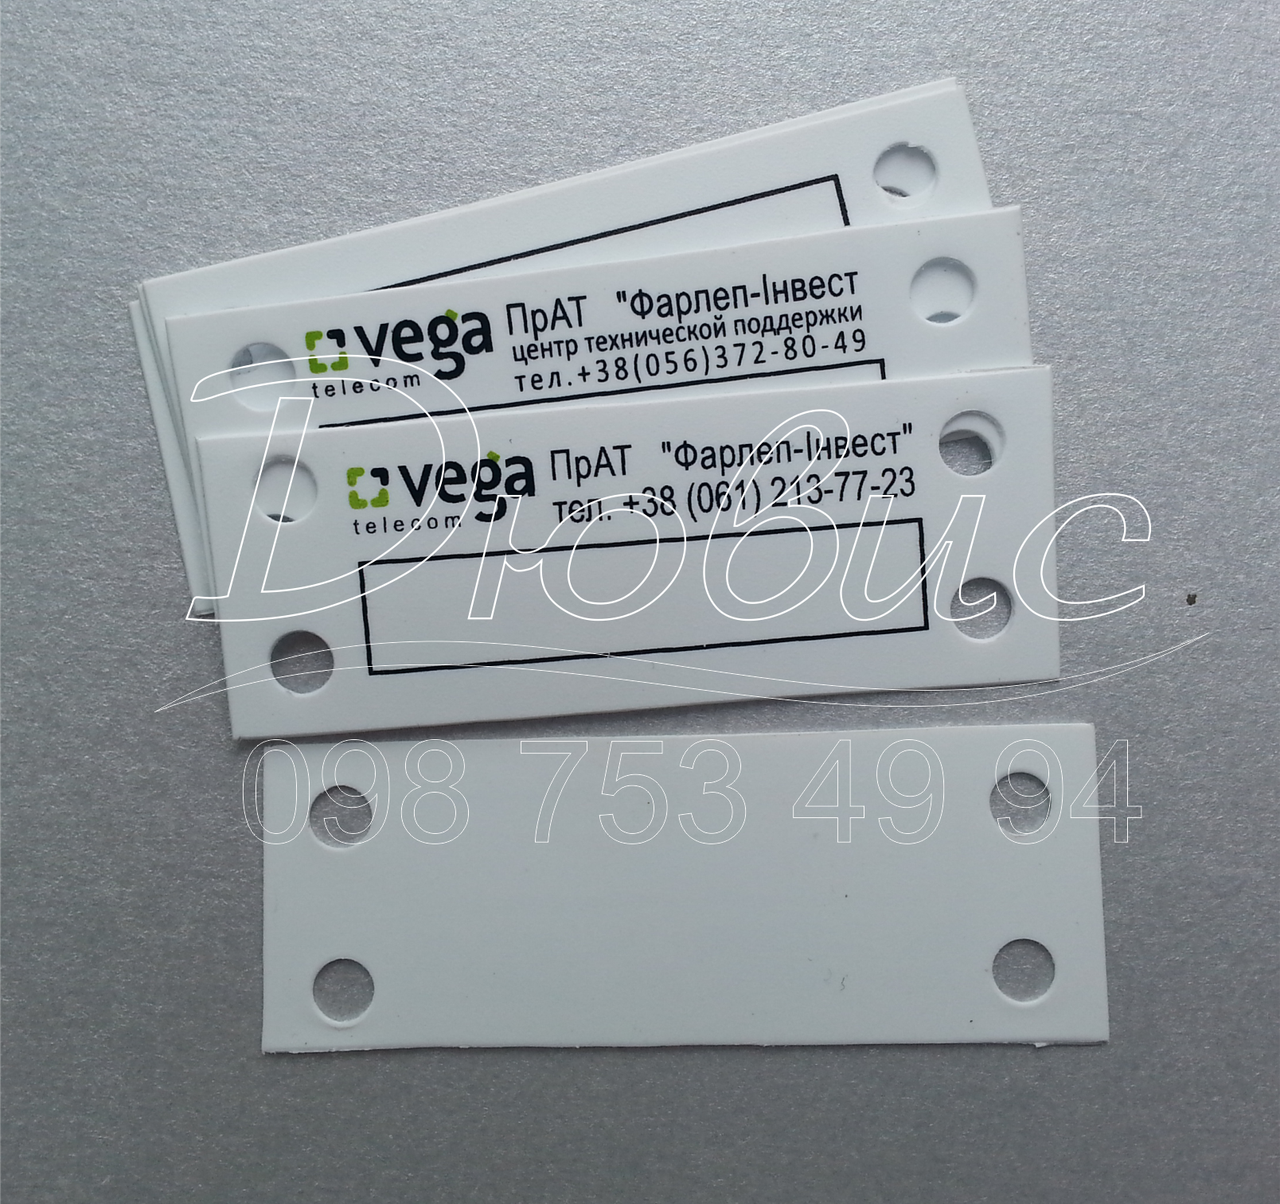 vega
telecom
ПрАТ "Фарлеп-Інвест
центр технической поддержки
тел.+38(056)372-80-49
vega
telecom
ПрАТ "Фарлеп-Інвест"
тел. +38 (061) 213-77-23
Дювис
098 753 49 94